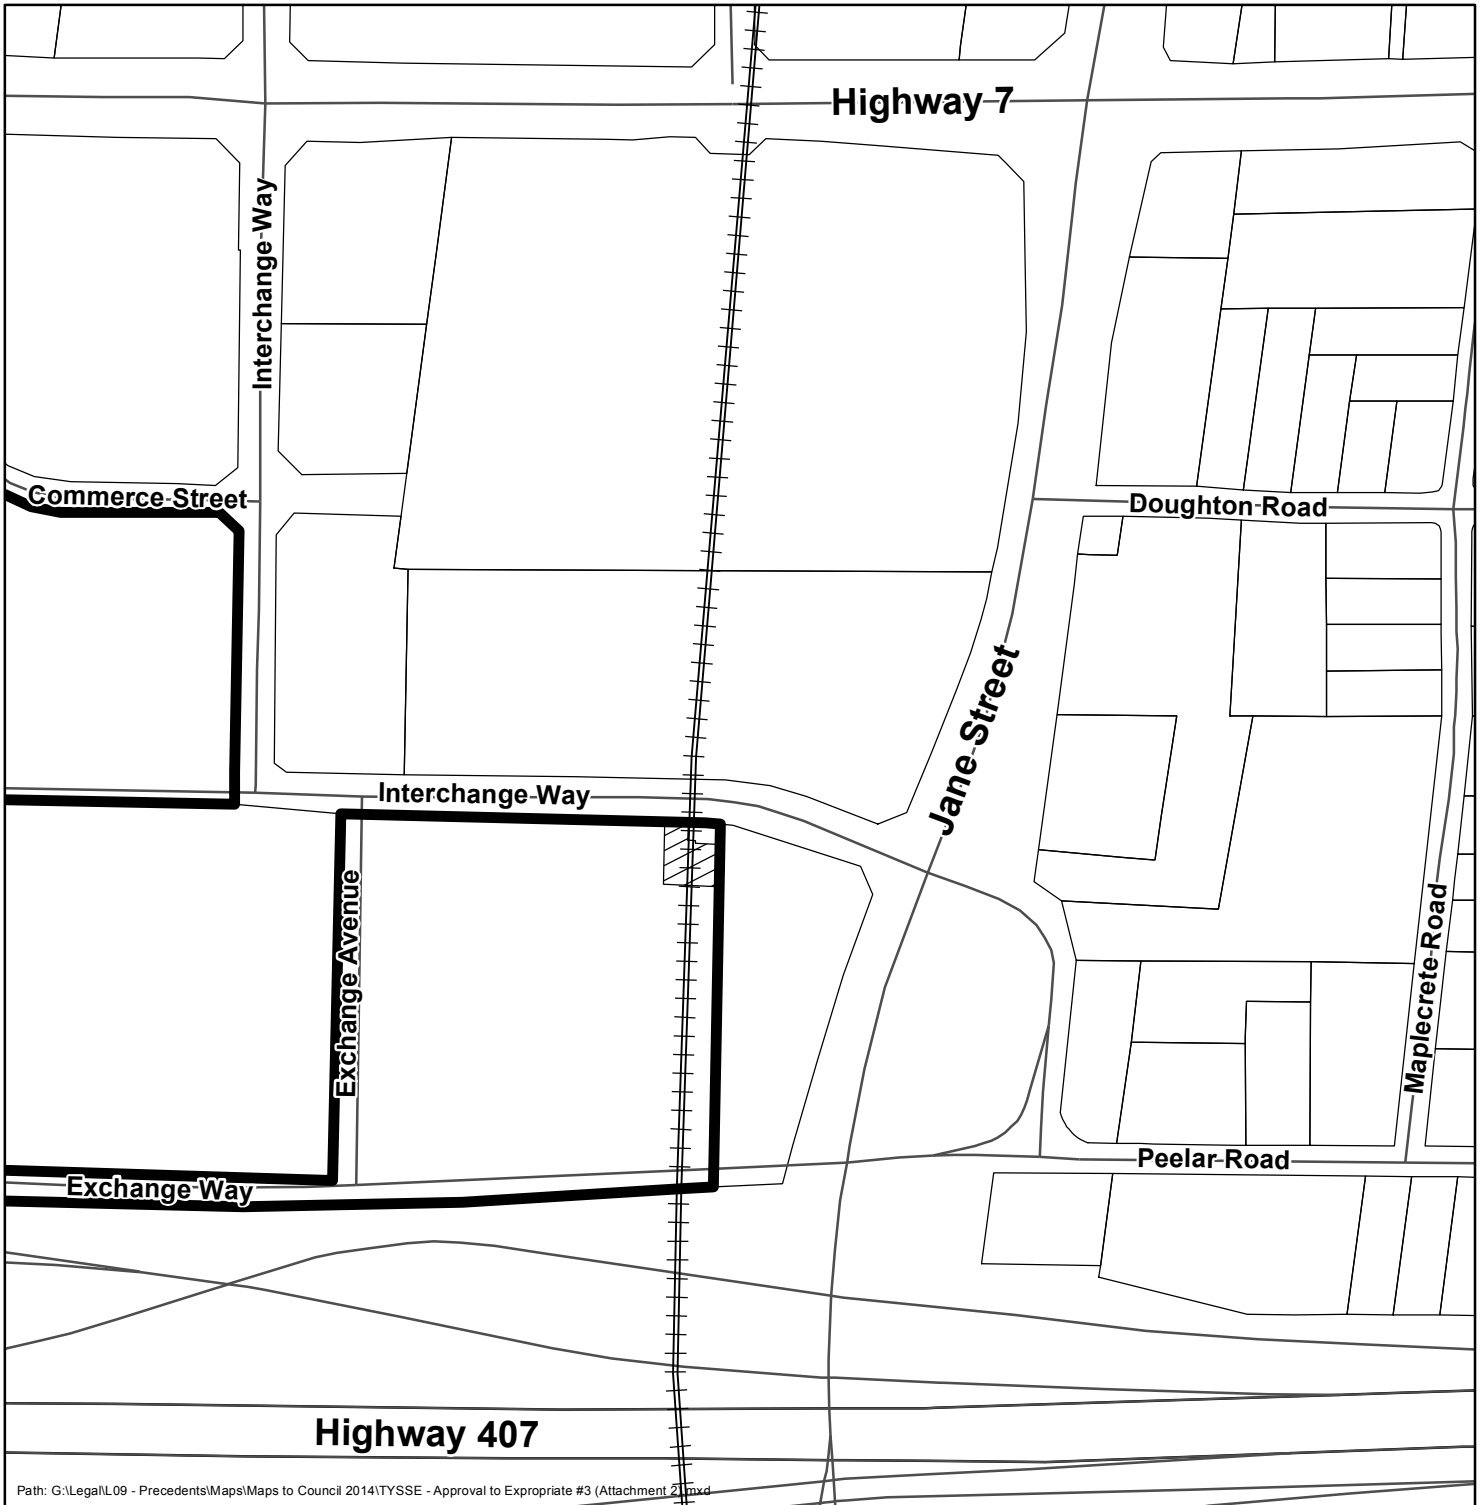 Highway 7
Interchange Way
Commerce Street
Doughton Road
Jane Street
Interchange Way
Exchange Avenue
Maplecrete Road
Peelar Road
Exchange Way
Highway 407
Path: G:\Legal\L09 - Precedents\Maps\Maps to Council 2014\TYSSE - Approval to Expropriate #3 (Attachment 2).mxd